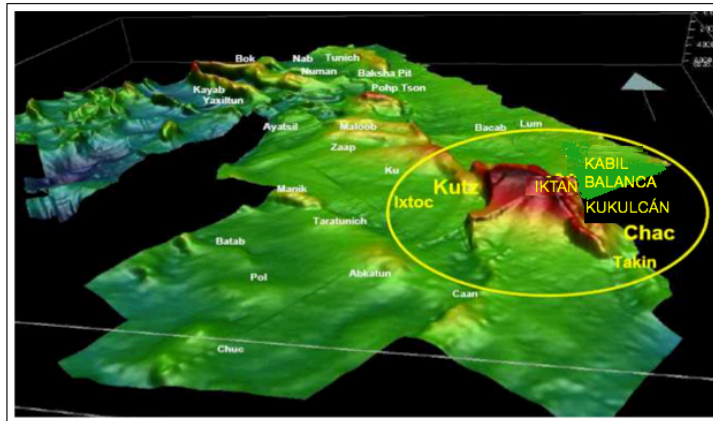 Bok
Nab
Tunich
Numan
Baksha Pit
Kayab
Pohp Tson
Yaxiltun
Ayatsil
Maloob
Bacab
Lum
Zaap
KABIL
Ku
BALANCA
Kutz
IKTAÑ
Manik
Ixtoc
KUKULCÁN
Taratunich
Chac
Batab
Takin
Pol
Abkatun
Caan
Chuc